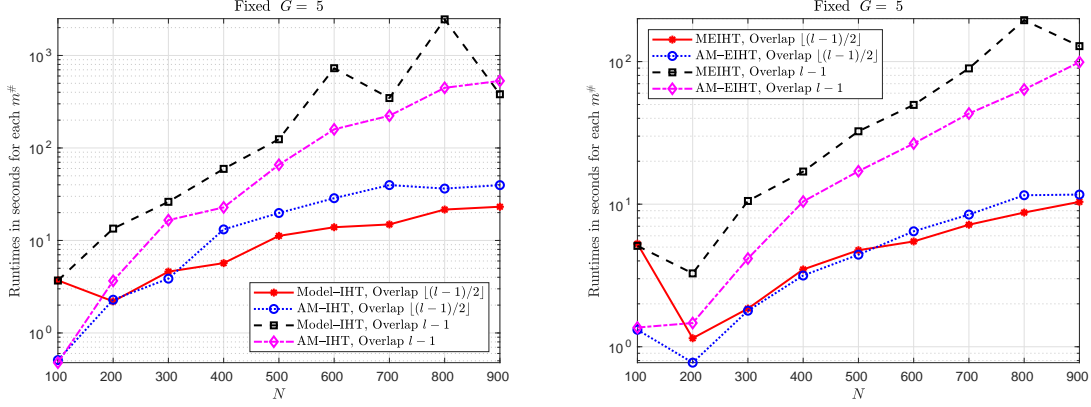 Fixed G = 5
Runtimes in seconds for each m#
10^3
10^2
10^1
10^0
Model–IHT, Overlap ⌊(l − 1)/2⌋
AM–IHT, Overlap ⌊(l − 1)/2⌋
Model–IHT, Overlap l − 1
AM–IHT, Overlap l − 1
100 200 300 400 500 600 700 800 900
N
Fixed G = 5
Runtimes in seconds for each m#
MEIHT, Overlap ⌊(l − 1)/2⌋
AM–EIHT, Overlap ⌊(l − 1)/2⌋
MEIHT, Overlap l − 1
AM–EIHT, Overlap l − 1
10^2
10^1
10^0
100 200 300 400 500 600 700 800 900
N